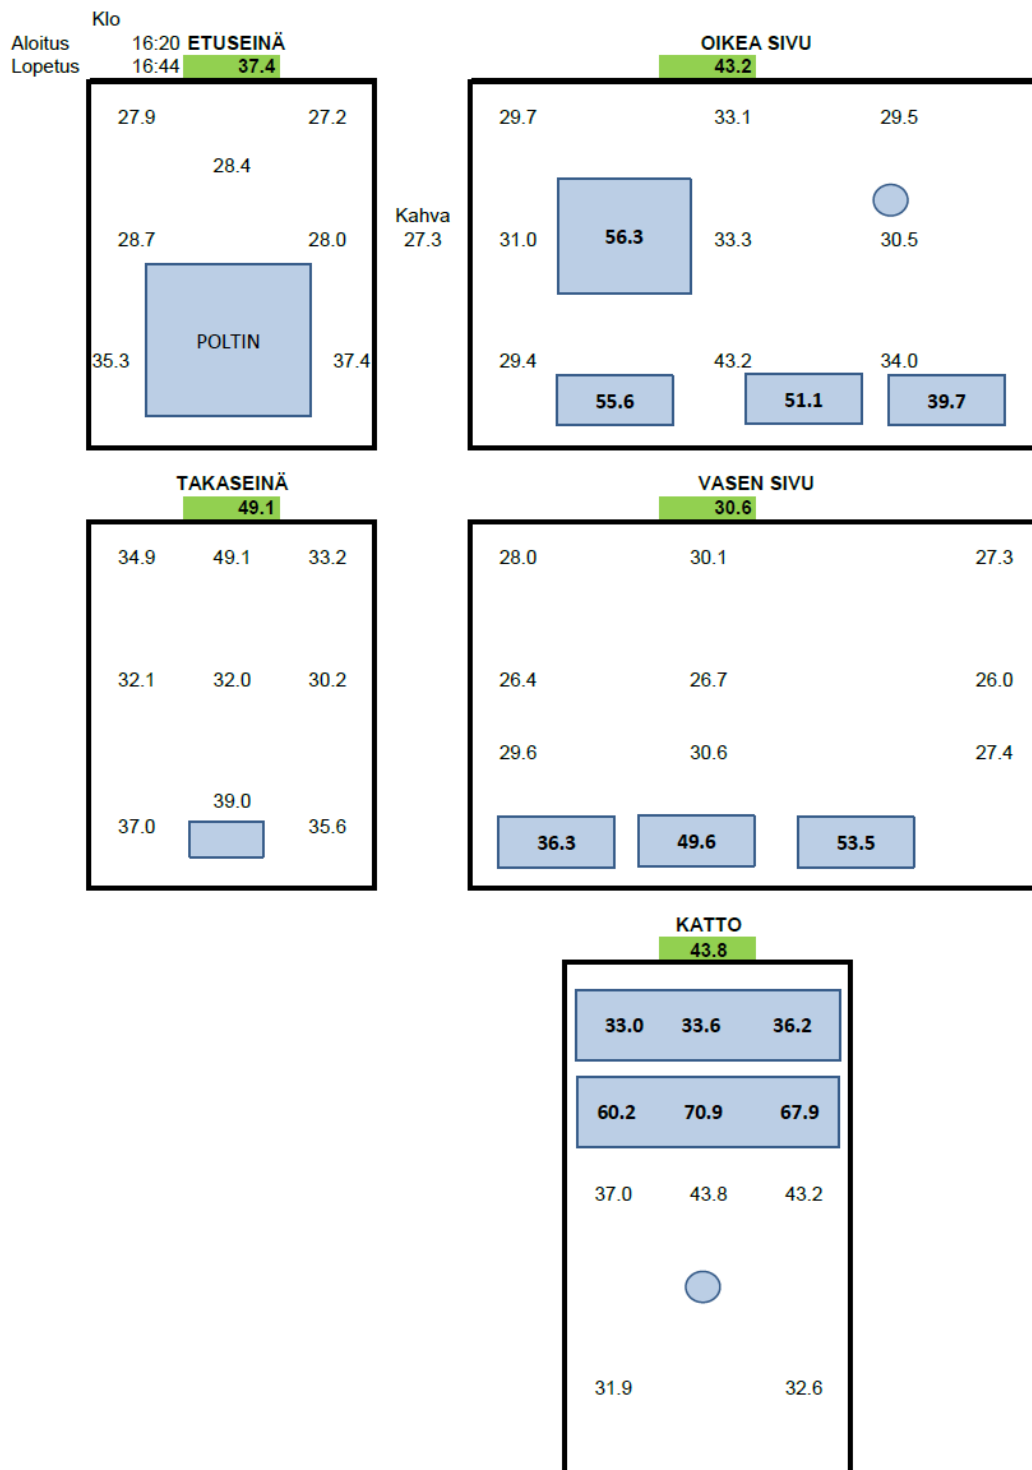 Klo
Aloitus 16:20 ETUSEINÄ OIKEA SIVU
Lopetus 16:44 37.4 43.2
27.9 27.2 29.7 33.1 29.5
28.4
Kahva
28.7 28.0 27.3 31.0 56.3 33.3 30.5
POLTIN
35.3 37.4 29.4 43.2 34.0
55.6 51.1 39.7
TAKASEINÄ VASEN SIVU
49.1 30.6
34.9 49.1 33.2 28.0 30.1 27.3
32.1 32.0 30.2 26.4 26.7 26.0
29.6 30.6 27.4
39.0
37.0 35.6
36.3 49.6 53.5
KATTO
43.8
33.0 33.6 36.2
60.2 70.9 67.9
37.0 43.8 43.2
31.9 32.6